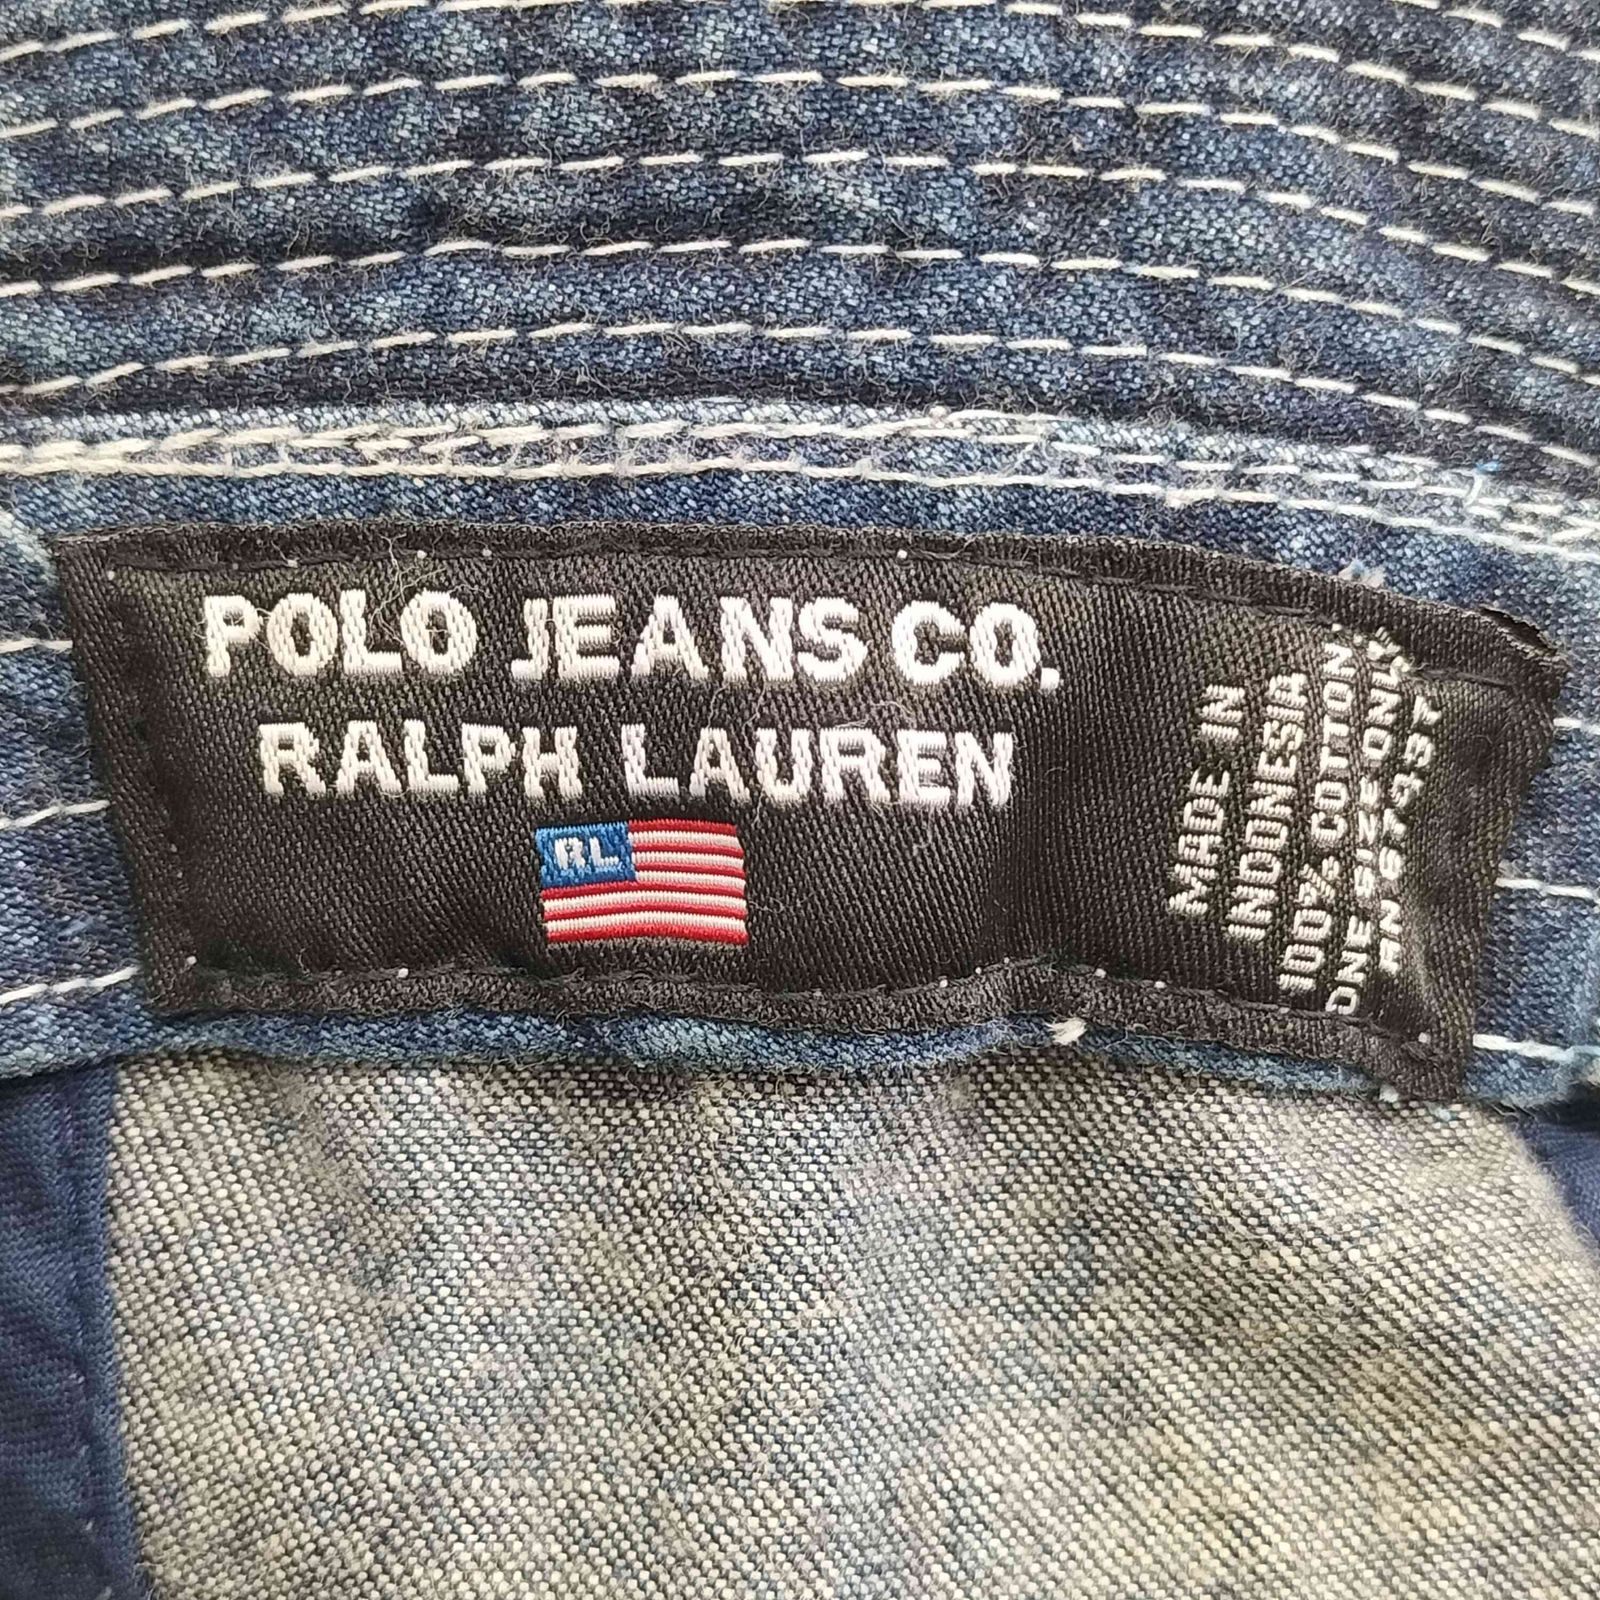 POLO JEANS CO.
RALPH LAUREN
RL
MADE IN
INDONESIA
100% COTTON
ONE SIZE ONLY